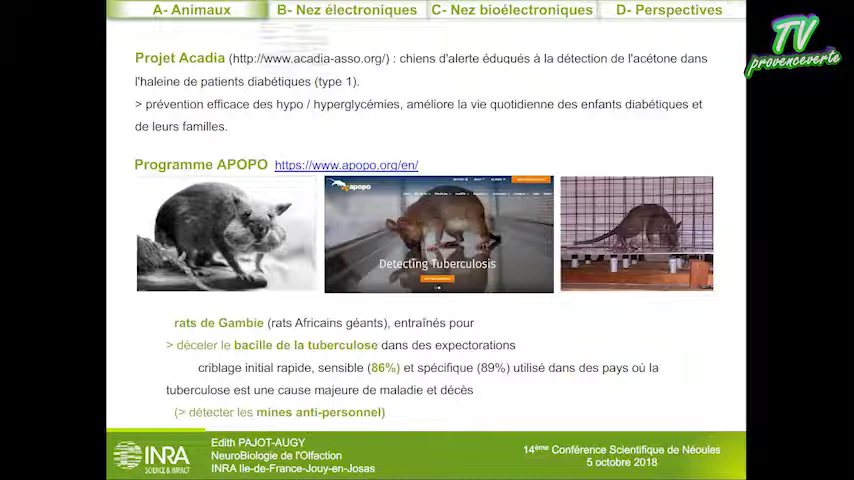 A- Animaux
B- Nez électroniques
C- Nez bioélectroniques
D- Perspectives
TV
provenceverte
Projet Acadia (http://www.acadia-asso.org/) : chiens d'alerte éduqués à la détection de l'acétone dans
l'haleine de patients diabétiques (type 1).
> prévention efficace des hypo / hyperglycémies, améliore la vie quotidienne des enfants diabétiques et
de leurs familles.
Programme APOPO https://www.apopo.org/en/
apopo
Detecting Tuberculosis
rats de Gambie (rats Africains géants), entraînés pour
> déceler le bacille de la tuberculose dans des expectorations
criblage initial rapide, sensible (86%) et spécifique (89%) utilisé dans des pays où la
tuberculose est une cause majeure de maladie et décès
(> détecter les mines anti-personnel)
INRA
SCIENCE & IMPACT
Edith PAJOT-AUGY
NeuroBiologie de l'Olfaction
INRA Ile-de-France-Jouy-en-Josas
14ème Conférence Scientifique de Néoules
5 octobre 2018